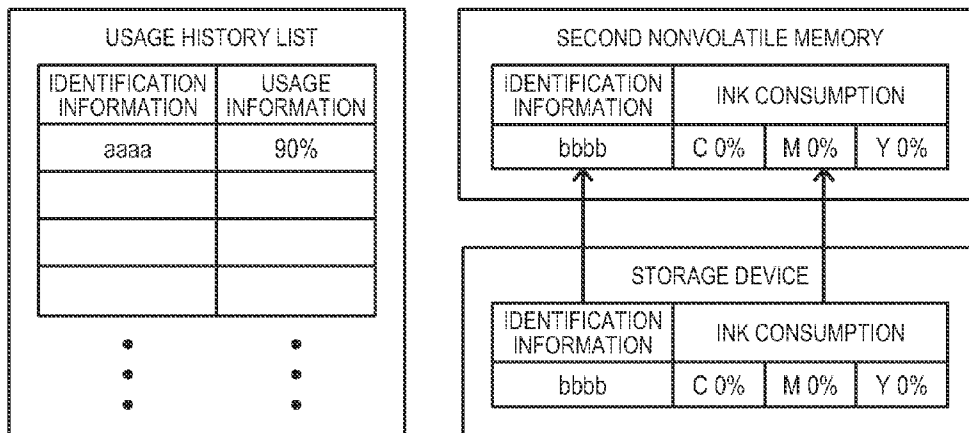 USAGE HISTORY LIST
IDENTIFICATION INFORMATION
USAGE INFORMATION
aaaa
90%
SECOND NONVOLATILE MEMORY
IDENTIFICATION INFORMATION
INK CONSUMPTION
bbbb
C 0%
M 0%
Y 0%
STORAGE DEVICE
IDENTIFICATION INFORMATION
INK CONSUMPTION
bbbb
C 0%
M 0%
Y 0%